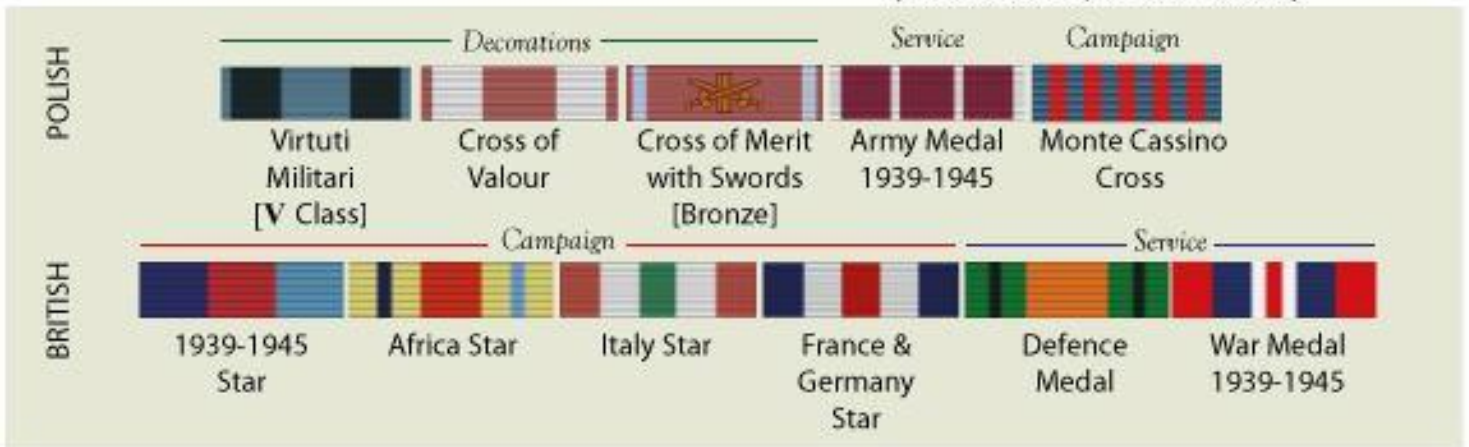 POLISH
Decorations
Service
Campaign
Virtuti
Militari
[V Class]
Cross of
Valour
Cross of Merit
with Swords
[Bronze]
Army Medal
1939-1945
Monte Cassino
Cross
BRITISH
Campaign
Service
1939-1945
Star
Africa Star
Italy Star
France &
Germany
Star
Defence
Medal
War Medal
1939-1945